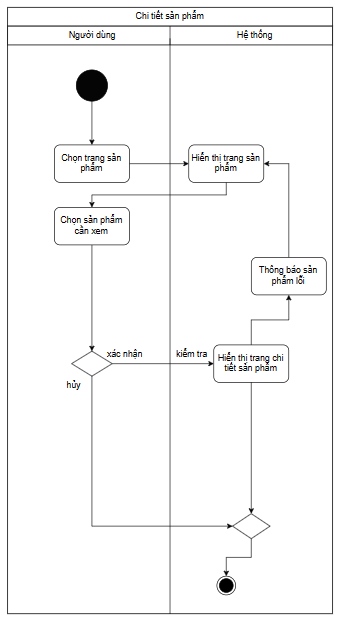 Chi tiết sản phẩm
Người dùng
Hệ thống
Chọn trang sản
phẩm
Hiển thị trang sản
phẩm
Chọn sản phẩm
cần xem
Thông báo sản
phẩm lỗi
xác nhận
kiểm tra
Hiển thị trang chi
tiết sản phẩm
hủy